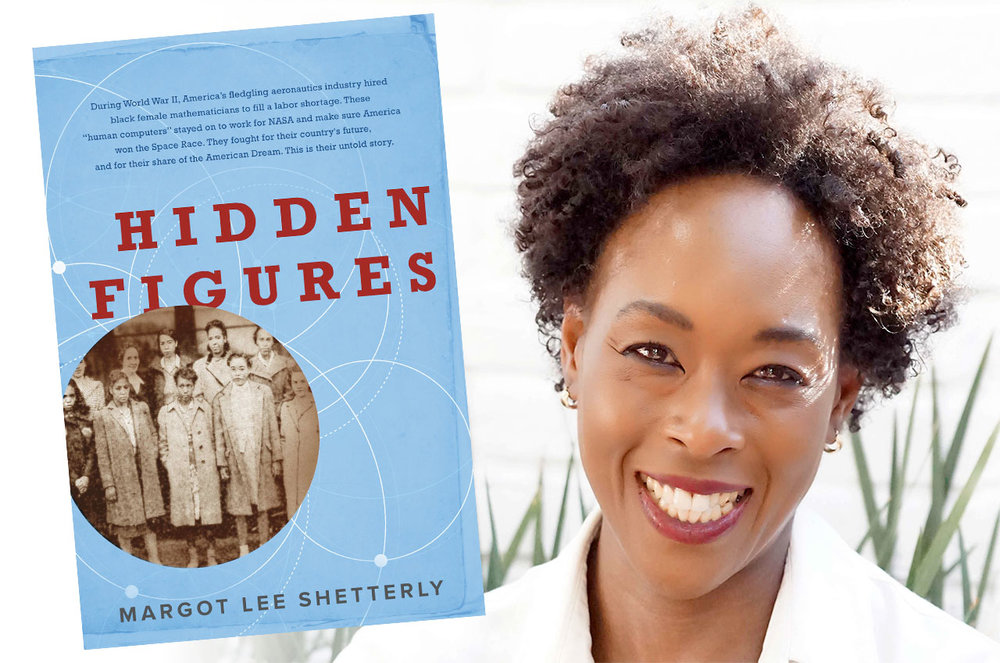 During World War II, America's fledgling aeronautics industry hired
black female mathematicians to fill a labor shortage. These
“human computers” stayed on to work for NASA and make sure America
won the Space Race. They fought for their country's future,
and for their share of the American Dream. This is their untold story.
HIDDEN
FIGURES
MARGOT LEE SHETTERLY